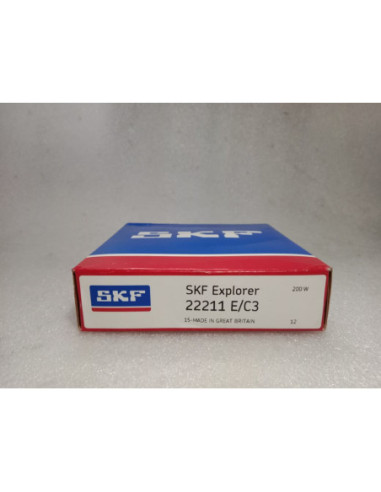 SKF
SKF
SKF Explorer
200 W
22211 E/C3
15-MADE IN GREAT BRITAIN
12